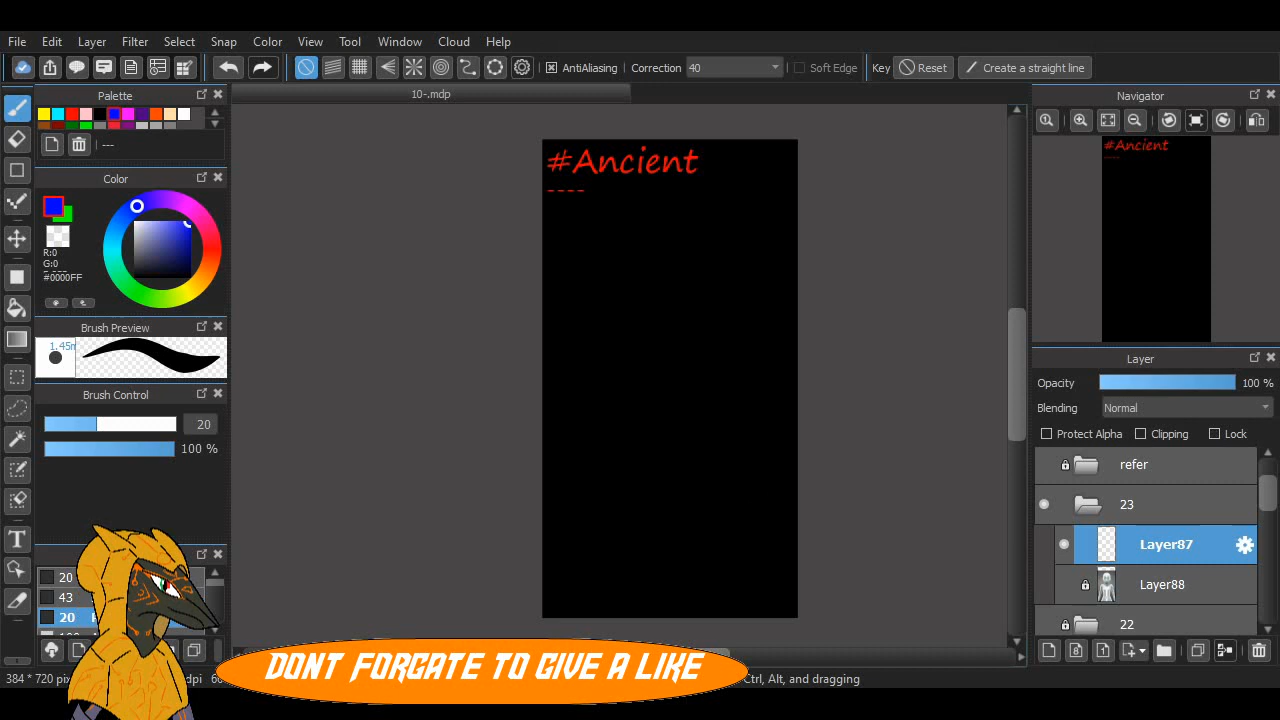 File Edit Layer Filter Select Snap Color View Tool Window Cloud Help
AntiAliasing Correction 40 Soft Edge Key Reset Create a straight line
Palette
10-.mdp
Navigator
---
#Ancient
----
Color
R:0
G:0
#0000FF
Brush Preview
Brush Control
20
100 %
20
43
20
#Ancient
Layer
Opacity 100 %
Blending Normal
Protect Alpha Clipping Lock
refer
23
Layer87
Layer88
22
DONT FORGATE TO GIVE A LIKE
384 * 720
Ctrl, Alt, and dragging